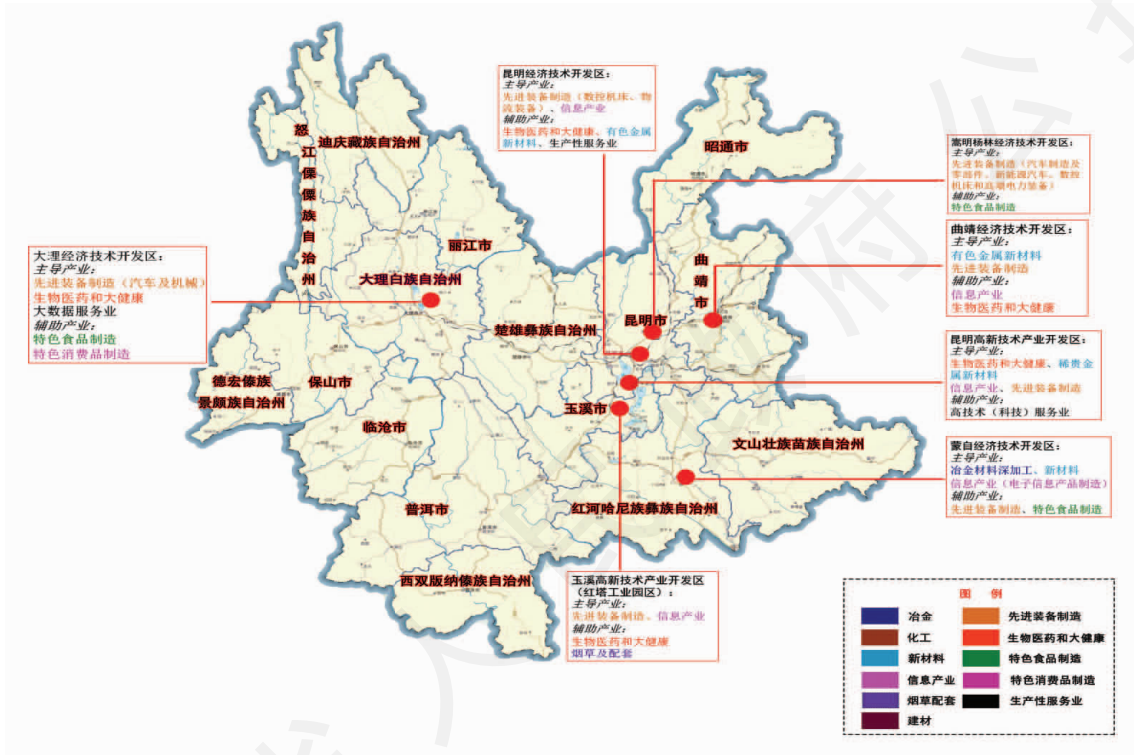 昆明经济技术开发区：
主导产业：
先进装备制造（数控机床、物
流装备）、信息产业
辅助产业：
生物医药和大健康、有色金属
新材料、生产性服务业
嵩明杨林经济技术开发区：
主导产业：
先进装备制造（汽车制造及
零部件、新能源汽车、数控
机床和高端电力装备）
辅助产业：
特色食品制造
曲靖经济技术开发区：
主导产业：
有色金属新材料
先进装备制造
辅助产业：
信息产业
生物医药和大健康
大理经济技术开发区：
主导产业：
先进装备制造（汽车及机械）
生物医药和大健康
大数据服务业
辅助产业：
特色食品制造
特色消费品制造
昆明高新技术产业开发区：
主导产业：
生物医药和大健康、稀贵金
属新材料
信息产业、先进装备制造
辅助产业：
高技术（科技）服务业
蒙自经济技术开发区：
主导产业：
冶金材料深加工、新材料
信息产业（电子信息产品制造）
辅助产业：
先进装备制造、特色食品制造
玉溪高新技术产业开发区
（红塔工业园区）：
主导产业：
先进装备制造、信息产业
辅助产业：
生物医药和大健康
烟草及配套
怒江傈僳族自治州
迪庆藏族自治州
昭通市
丽江市
大理白族自治州
曲靖市
昆明市
楚雄彝族自治州
德宏傣族
景颇族自治州
保山市
玉溪市
临沧市
文山壮族苗族自治州
普洱市
红河哈尼族彝族自治州
西双版纳傣族自治州
图 例
冶金
先进装备制造
化工
生物医药和大健康
新材料
特色食品制造
信息产业
特色消费品制造
烟草配套
生产性服务业
建材